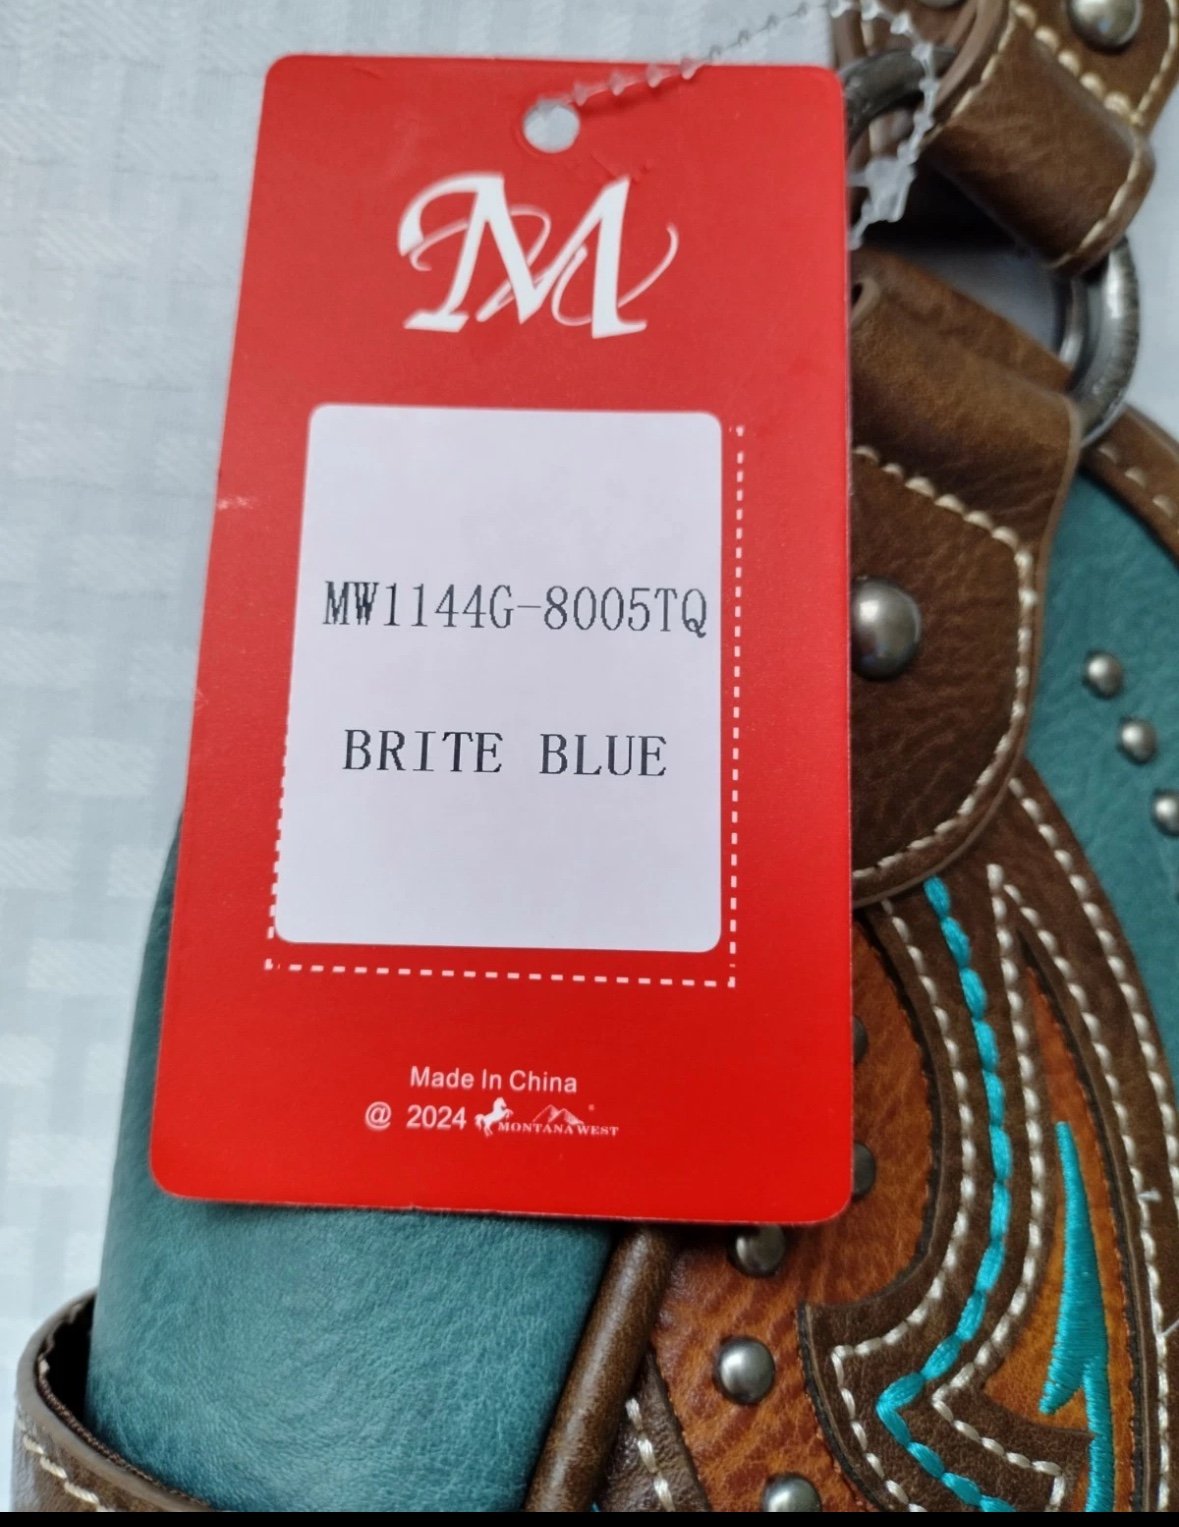 M
MW1144G-8005TQ
BRITE BLUE
Made In China
@ 2024 MONTANA WEST